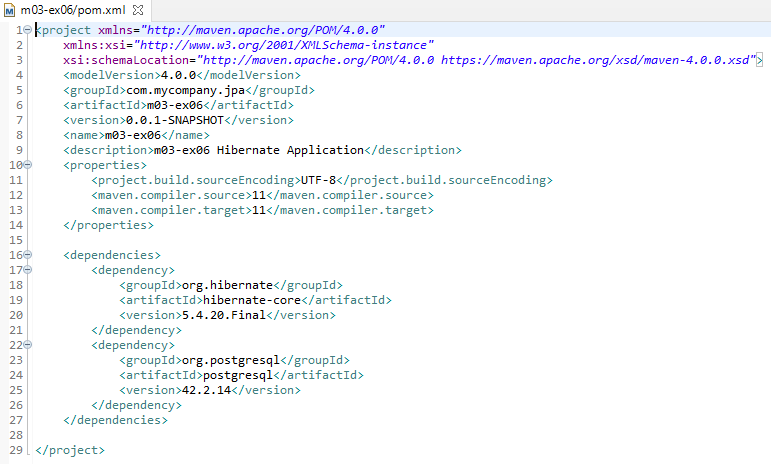 m03-ex06/pom.xml
1 <project xmlns="http://maven.apache.org/POM/4.0.0"
2 xmlns:xsi="http://www.w3.org/2001/XMLSchema-instance"
3 xsi:schemaLocation="http://maven.apache.org/POM/4.0.0 https://maven.apache.org/xsd/maven-4.0.0.xsd">
4 <modelVersion>4.0.0</modelVersion>
5 <groupId>com.mycompany.jpa</groupId>
6 <artifactId>m03-ex06</artifactId>
7 <version>0.0.1-SNAPSHOT</version>
8 <name>m03-ex06</name>
9 <description>m03-ex06 Hibernate Application</description>
10 <properties>
11 <project.build.sourceEncoding>UTF-8</project.build.sourceEncoding>
12 <maven.compiler.source>11</maven.compiler.source>
13 <maven.compiler.target>11</maven.compiler.target>
14 </properties>
15
16 <dependencies>
17 <dependency>
18 <groupId>org.hibernate</groupId>
19 <artifactId>hibernate-core</artifactId>
20 <version>5.4.20.Final</version>
21 </dependency>
22 <dependency>
23 <groupId>org.postgresql</groupId>
24 <artifactId>postgresql</artifactId>
25 <version>42.2.14</version>
26 </dependency>
27 </dependencies>
28
29 </project>